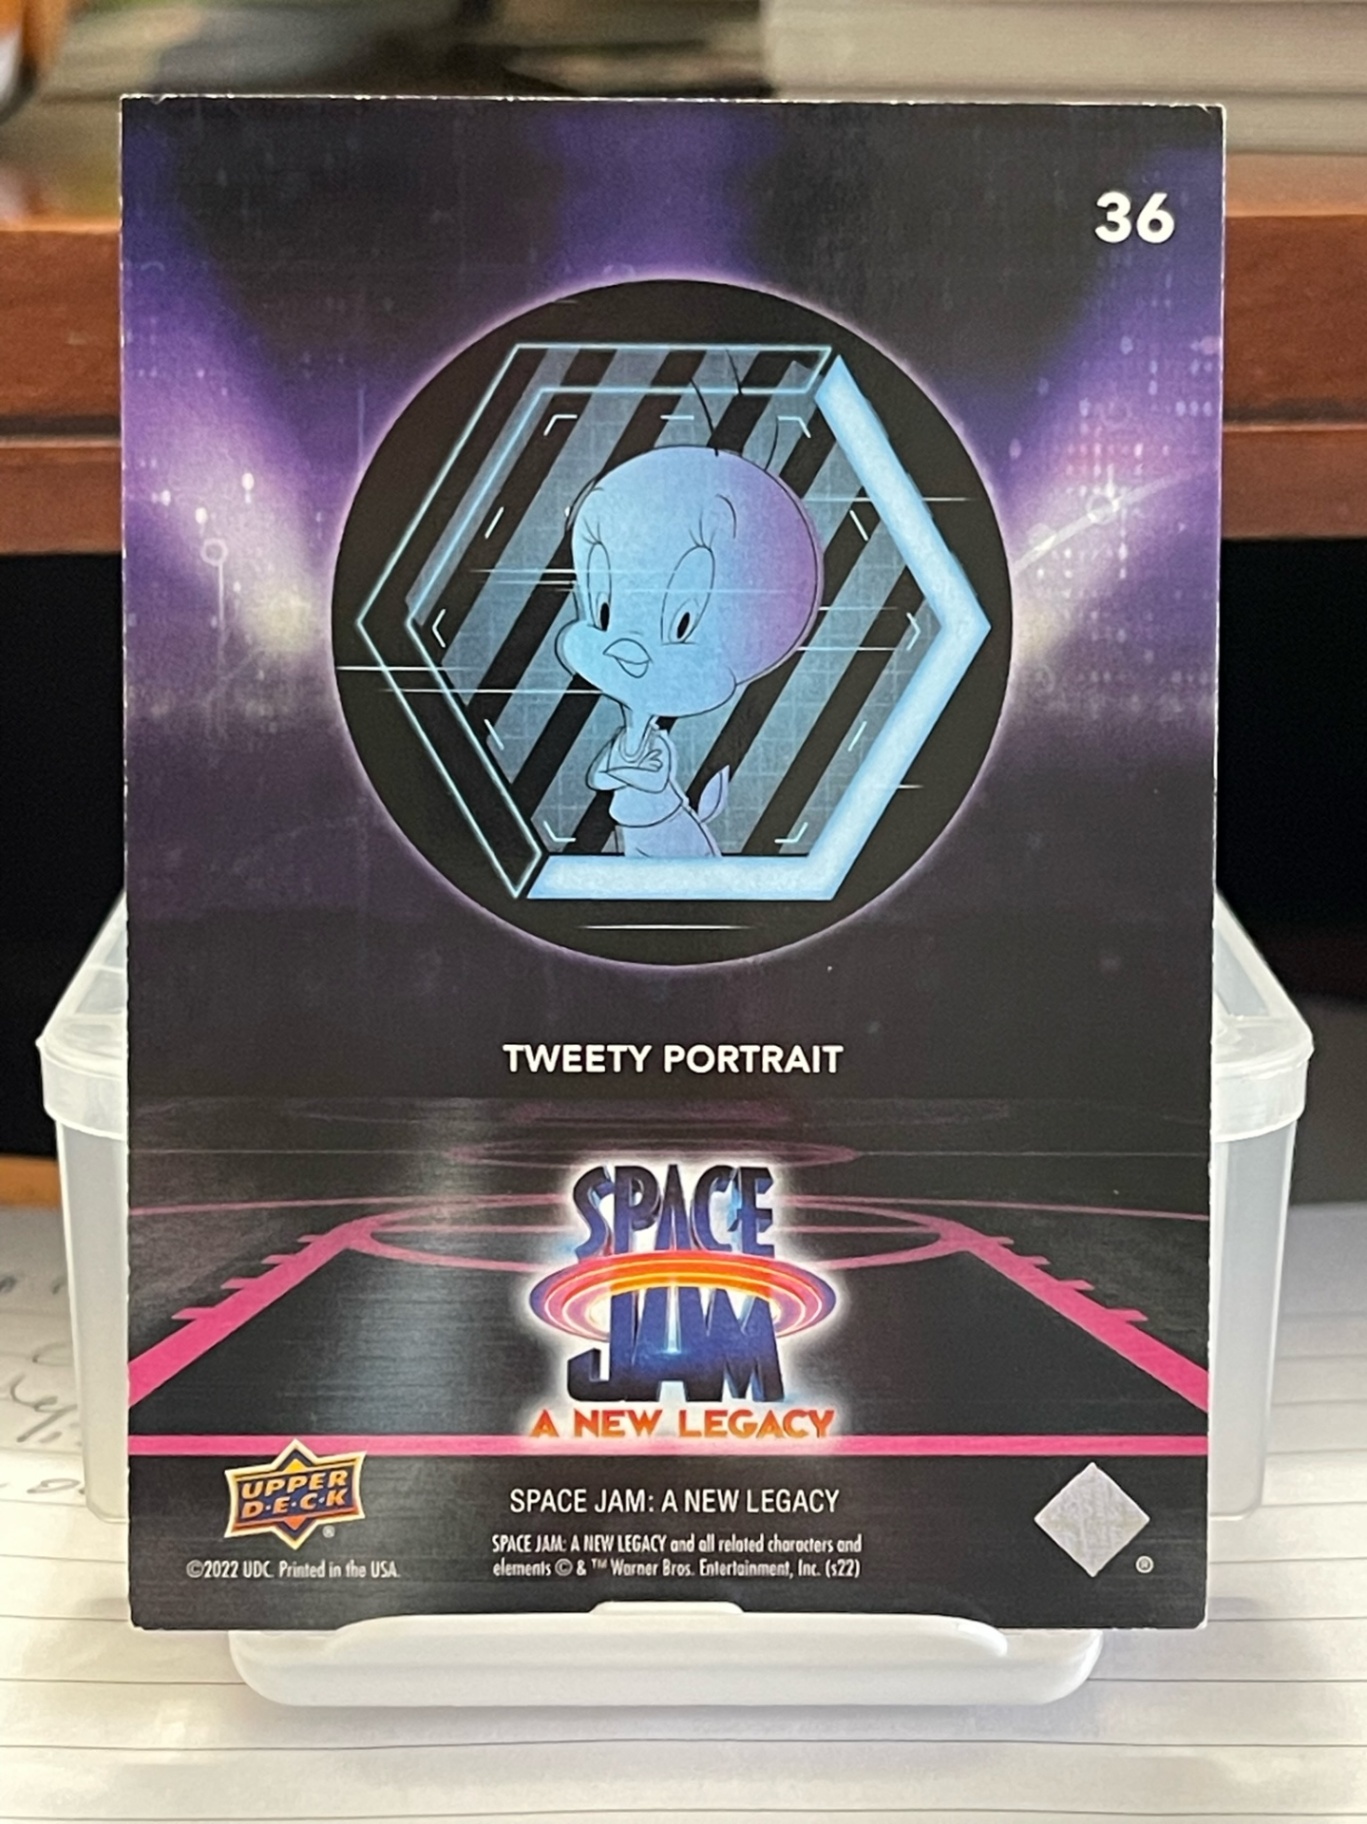 36
TWEETY PORTRAIT
SPACE
JAM
A NEW LEGACY
UPPER
D·E·C·K
®
©2022 UDC. Printed in the USA.
SPACE JAM: A NEW LEGACY
SPACE JAM: A NEW LEGACY and all related characters and
elements © & ™ Warner Bros. Entertainment, Inc. (s22)
®